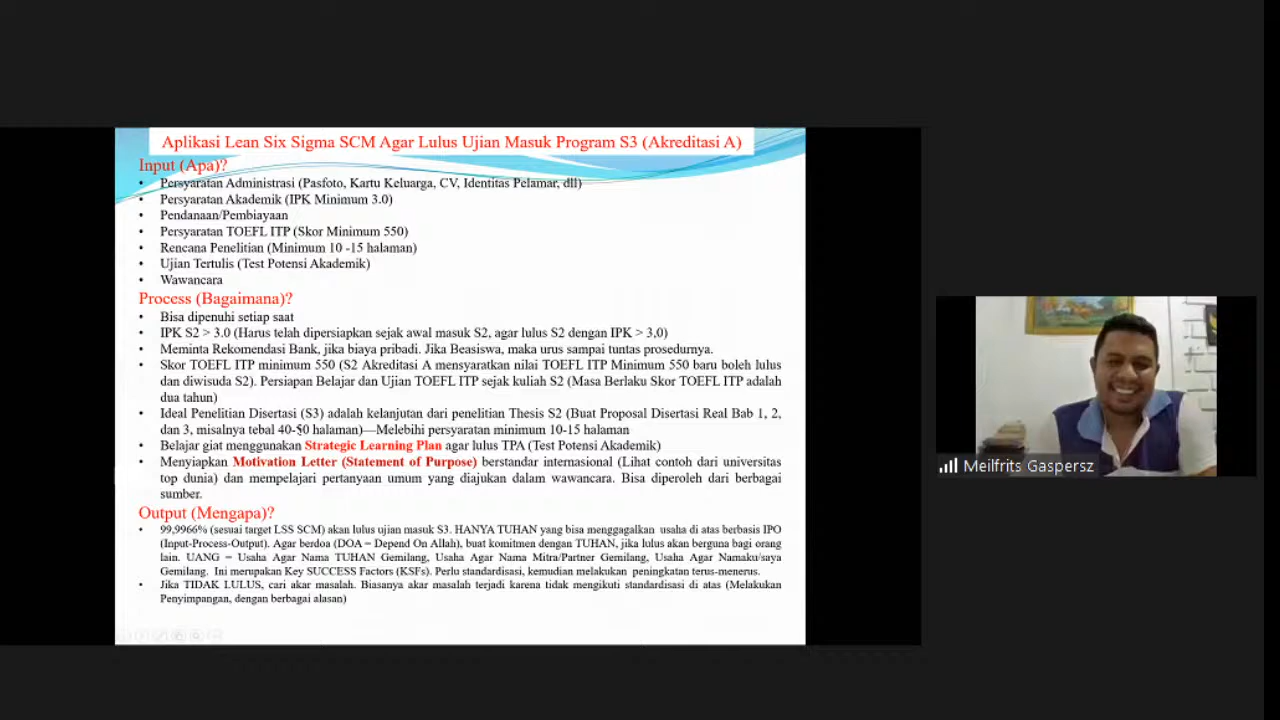 Aplikasi Lean Six Sigma SCM Agar Lulus Ujian Masuk Program S3 (Akreditasi A)
Input (Apa)?
• Persyaratan Administrasi (Pasfoto, Kartu Keluarga, CV, Identitas Pelamar, dll)
• Persyaratan Akademik (IPK Minimum 3.0)
• Pendanaan/Pembiayaan
• Persyaratan TOEFL ITP (Skor Minimum 550)
• Rencana Penelitian (Minimum 10 -15 halaman)
• Ujian Tertulis (Test Potensi Akademik)
• Wawancara
Process (Bagaimana)?
• Bisa dipenuhi setiap saat
• IPK S2 > 3.0 (Harus telah dipersiapkan sejak awal masuk S2, agar lulus S2 dengan IPK > 3,0)
• Meminta Rekomendasi Bank, jika biaya pribadi. Jika Beasiswa, maka urus sampai tuntas prosedurnya.
• Skor TOEFL ITP minimum 550 (S2 Akreditasi A mensyaratkan nilai TOEFL ITP Minimum 550 baru boleh lulus
dan diwisuda S2). Persiapan Belajar dan Ujian TOEFL ITP sejak kuliah S2 (Masa Berlaku Skor TOEFL ITP adalah
dua tahun)
• Ideal Penelitian Disertasi (S3) adalah kelanjutan dari penelitian Thesis S2 (Buat Proposal Disertasi Real Bab 1, 2,
dan 3, misalnya tebal 40-50 halaman)—Melebihi persyaratan minimum 10-15 halaman
• Belajar giat menggunakan Strategic Learning Plan agar lulus TPA (Test Potensi Akademik)
• Menyiapkan Motivation Letter (Statement of Purpose) berstandar internasional (Lihat contoh dari universitas
top dunia) dan mempelajari pertanyaan umum yang diajukan dalam wawancara. Bisa diperoleh dari berbagai
sumber.
Output (Mengapa)?
• 99,9966% (sesuai target LSS SCM) akan lulus ujian masuk S3. HANYA TUHAN yang bisa menggagalkan usaha di atas berbasis IPO
(Input-Process-Output). Agar berdoa (DOA = Depend On Allah), buat komitmen dengan TUHAN, jika lulus akan berguna bagi orang
lain. UANG = Usaha Agar Nama TUHAN Gemilang, Usaha Agar Nama Mitra/Partner Gemilang, Usaha Agar Namaku/saya
Gemilang. Ini merupakan Key SUCCESS Factors (KSFs). Perlu standardisasi, kemudian melakukan peningkatan terus-menerus.
• Jika TIDAK LULUS, cari akar masalah. Biasanya akar masalah terjadi karena tidak mengikuti standardisasi di atas (Melakukan
Penyimpangan, dengan berbagai alasan)
Meilfrits Gaspersz